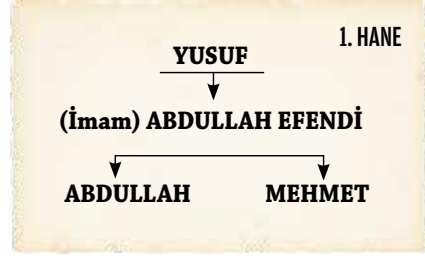 1. HANE
YUSUF
(İmam) ABDULLAH EFENDİ
ABDULLAH MEHMET